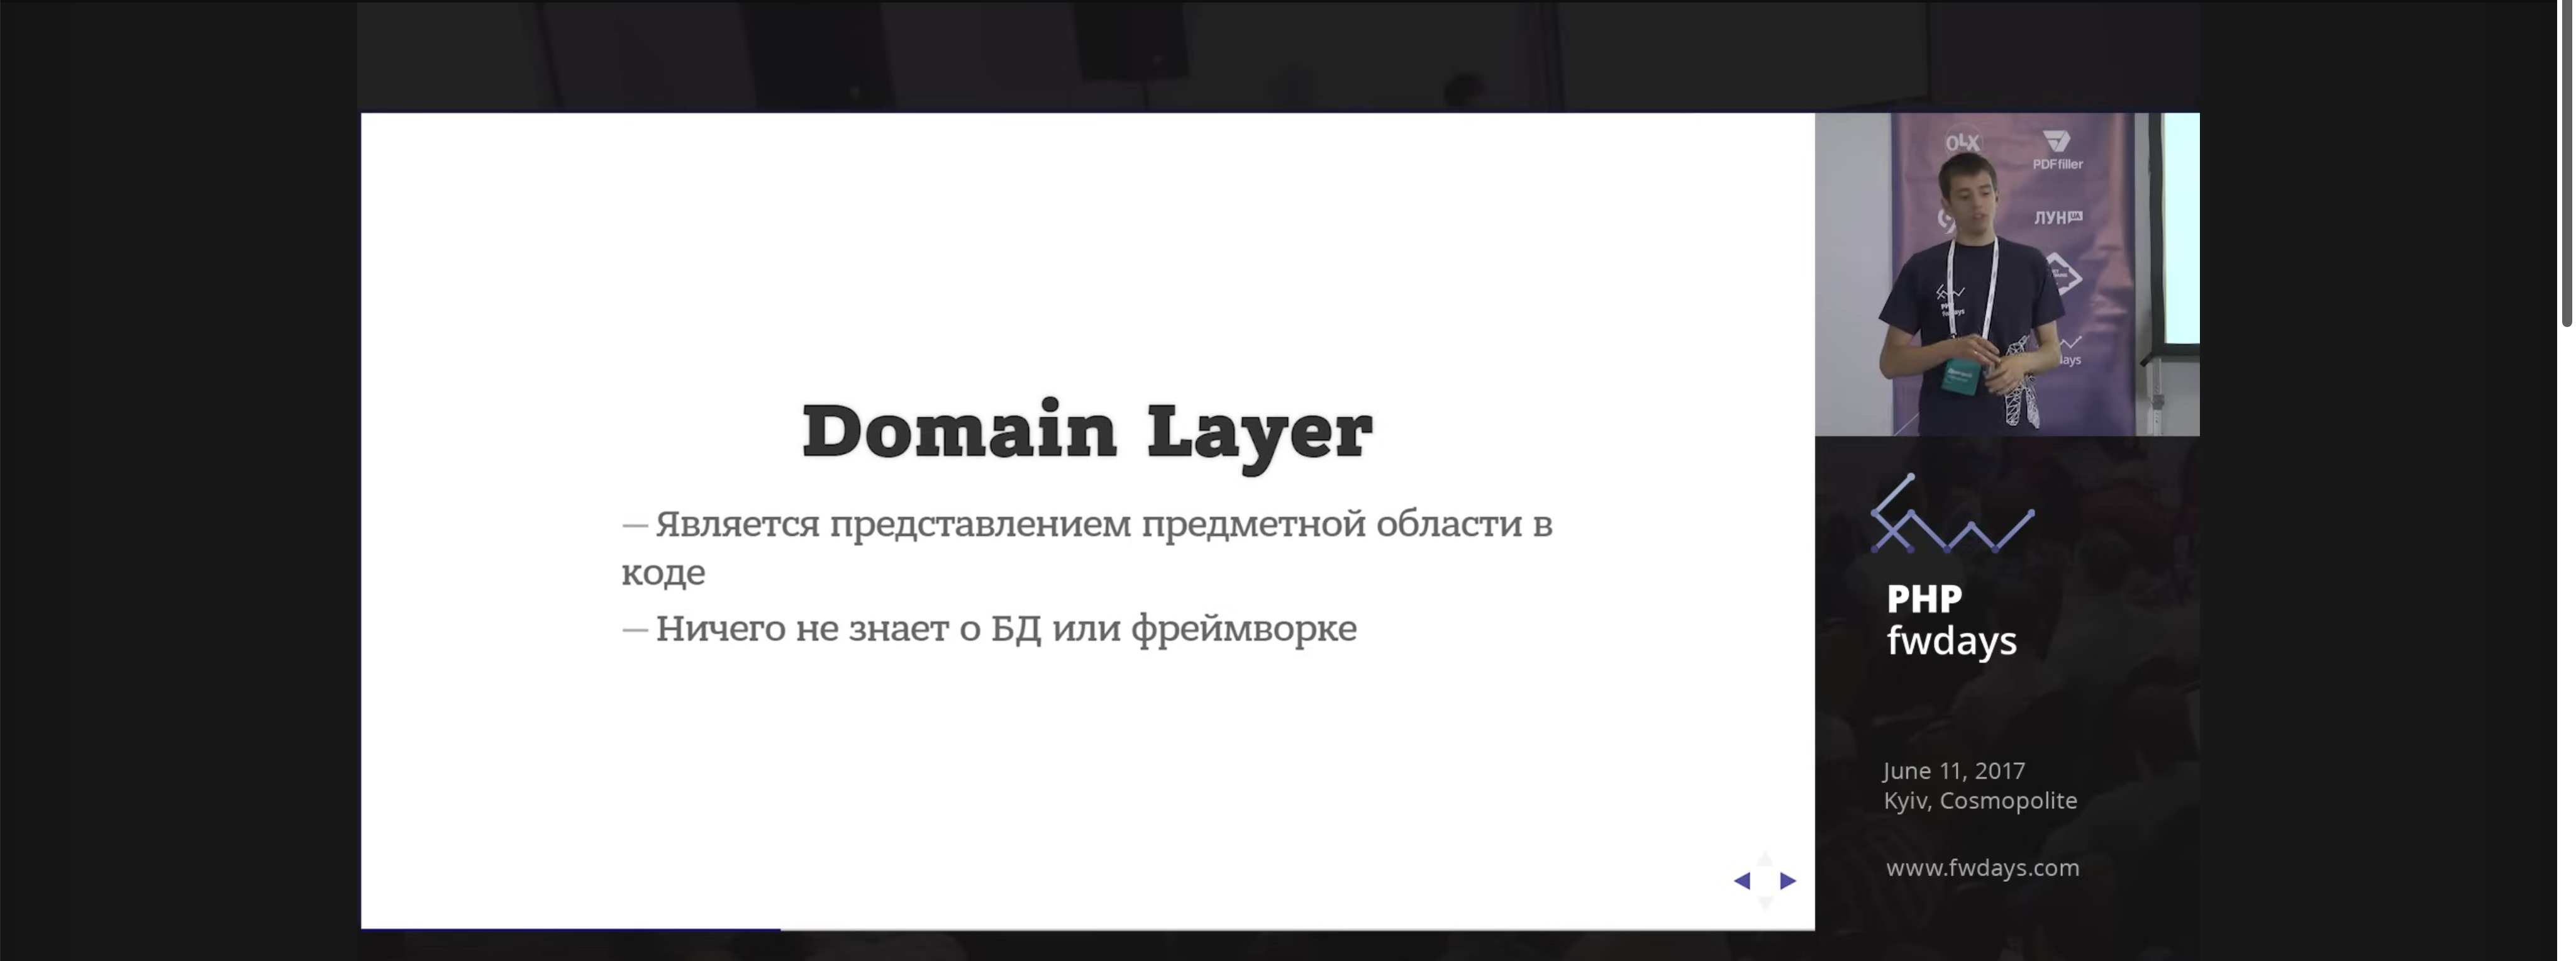 Domain Layer
— Является представлением предметной области в
коде
— Ничего не знает о БД или фреймворке
OLX
PDFfiller
ЛУН UA
PHP
fwdays
June 11, 2017
Kyiv, Cosmopolite
www.fwdays.com